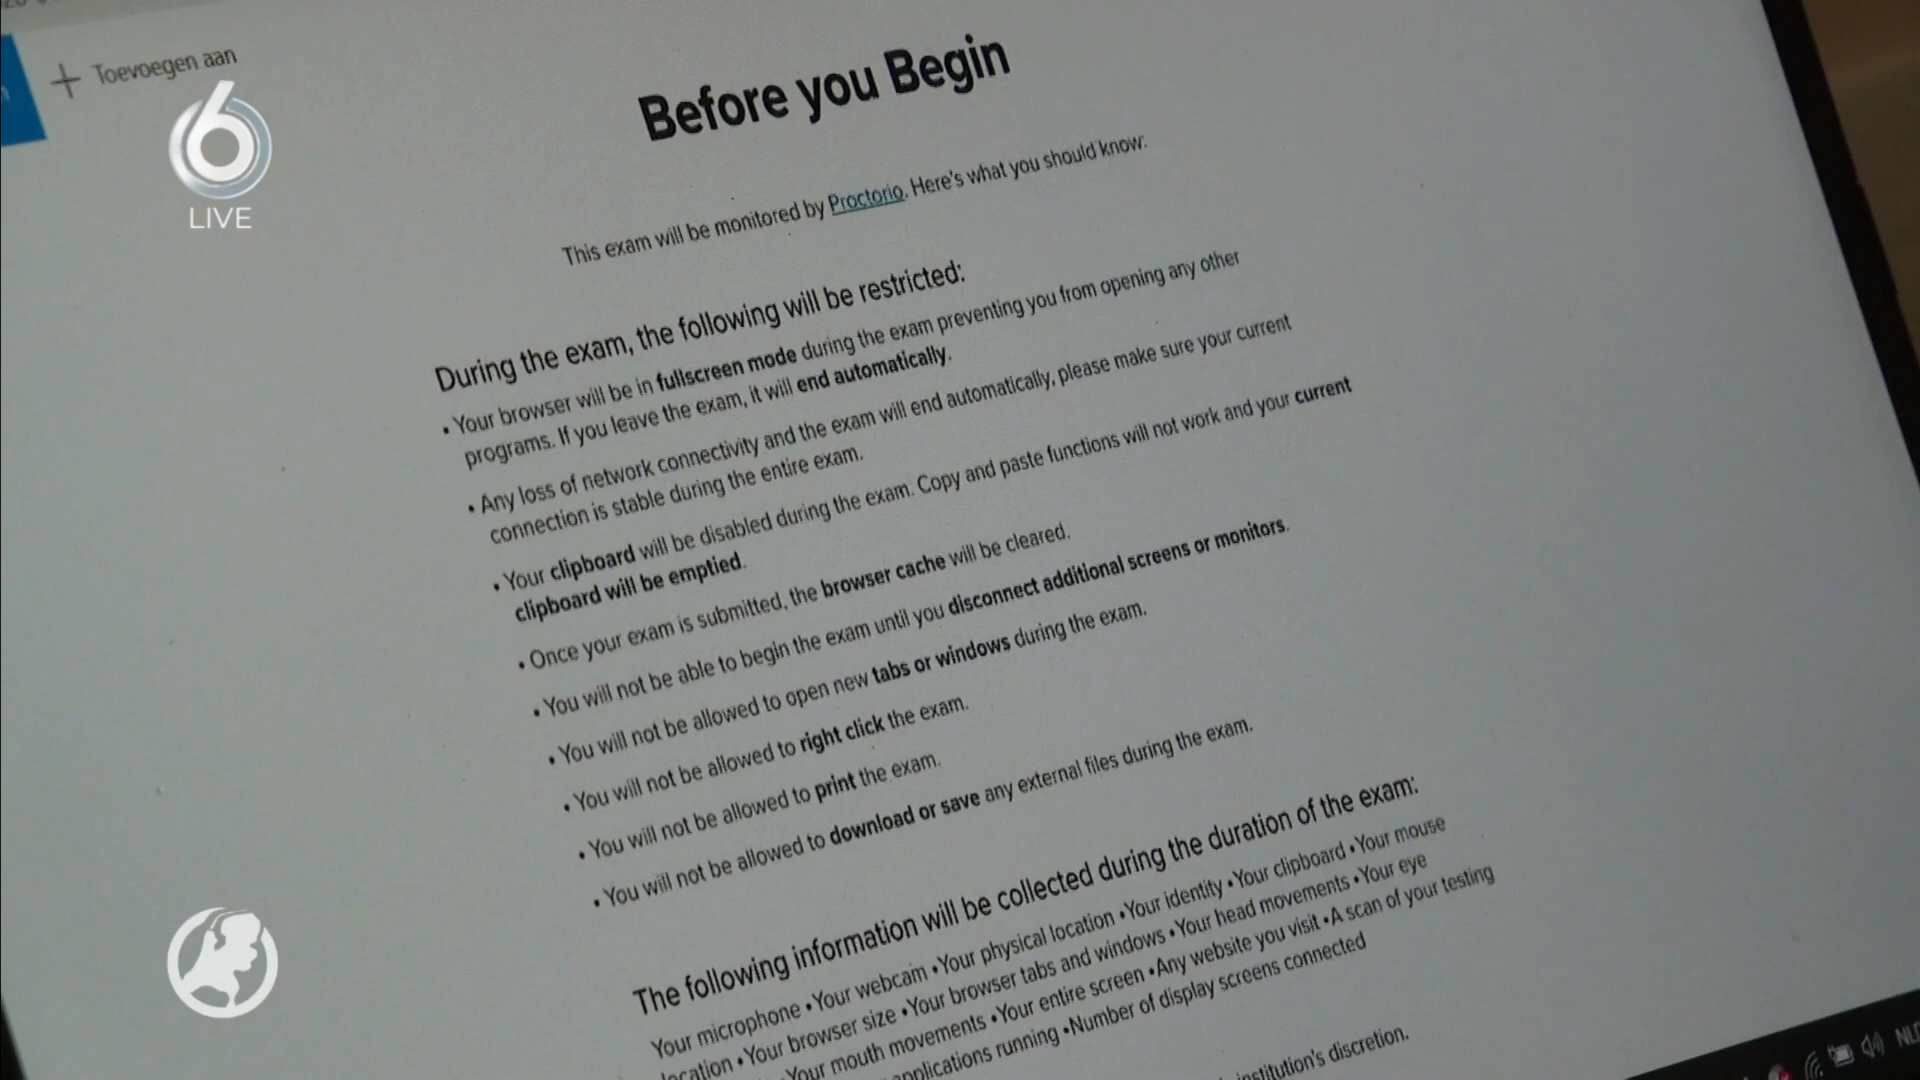 Toevoegen aan
6
LIVE
Before you Begin
This exam will be monitored by Proctorio. Here's what you should know:
During the exam, the following will be restricted:
• Your browser will be in fullscreen mode during the exam preventing you from opening any other
programs. If you leave the exam, it will end automatically.
• Any loss of network connectivity and the exam will end automatically, please make sure your current
connection is stable during the entire exam.
• Your clipboard will be disabled during the exam. Copy and paste functions will not work and your current
clipboard will be emptied.
• Once your exam is submitted, the browser cache will be cleared.
• You will not be able to begin the exam until you disconnect additional screens or monitors.
• You will not be allowed to open new tabs or windows during the exam.
• You will not be allowed to right click the exam.
• You will not be allowed to print the exam.
• You will not be allowed to download or save any external files during the exam.
The following information will be collected during the duration of the exam:
Your microphone • Your webcam • Your physical location • Your identity • Your clipboard • Your mouse
location • Your browser size • Your browser tabs and windows • Your head movements • Your eye
Your mouth movements • Your entire screen • Any website you visit • A scan of your testing
applications running • Number of display screens connected
institution's discretion.